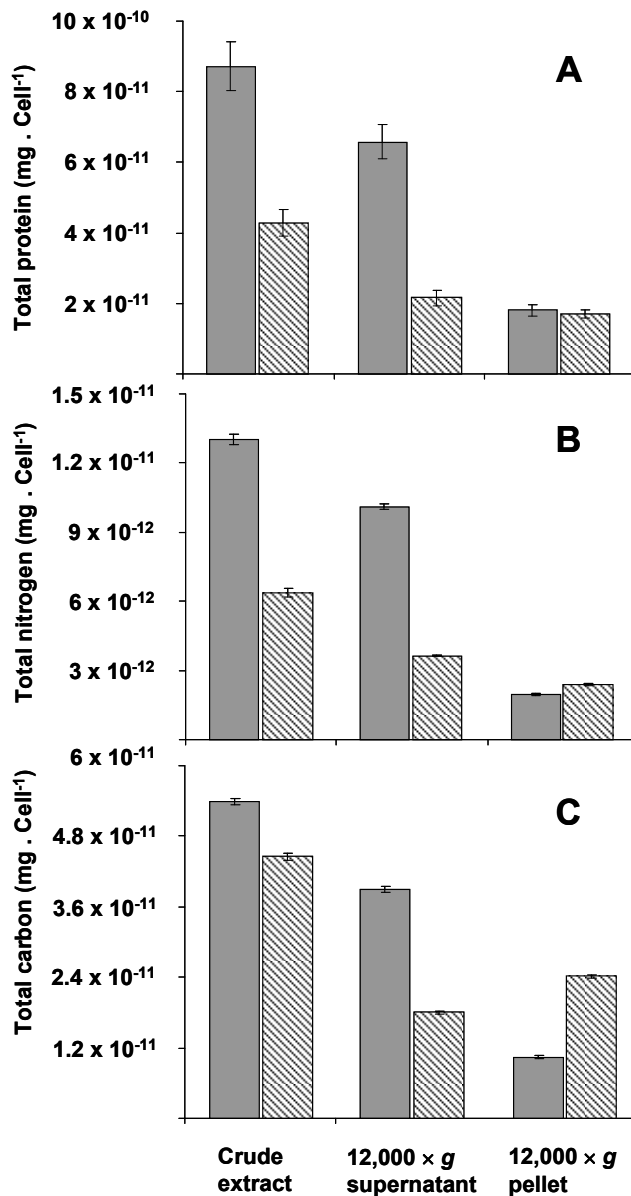 10 x 10⁻¹⁰
8 x 10⁻¹¹
6 x 10⁻¹¹
4 x 10⁻¹¹
2 x 10⁻¹¹
Total protein (mg . Cell⁻¹)
A
1.5 x 10⁻¹¹
1.2 x 10⁻¹¹
9 x 10⁻¹²
6 x 10⁻¹²
3 x 10⁻¹²
Total nitrogen (mg . Cell⁻¹)
B
6 x 10⁻¹¹
4.8 x 10⁻¹¹
3.6 x 10⁻¹¹
2.4 x 10⁻¹¹
1.2 x 10⁻¹¹
Total carbon (mg . Cell⁻¹)
C
Crude
extract
12,000 × g
supernatant
12,000 × g
pellet